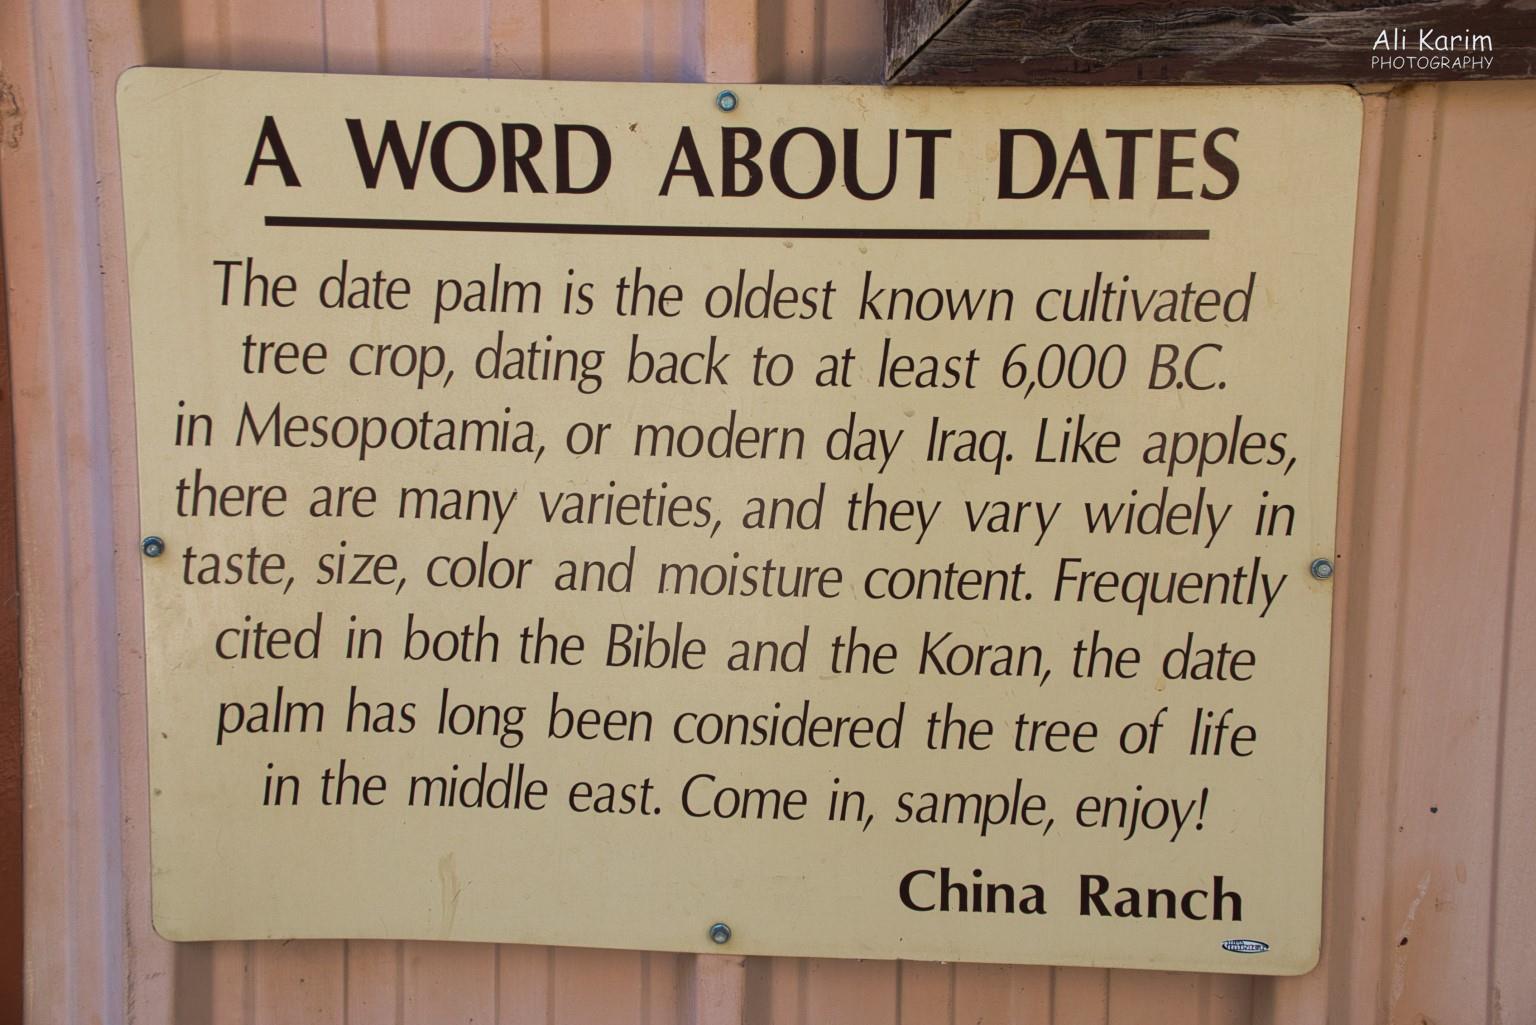 Ali Karim
PHOTOGRAPHY
A WORD ABOUT DATES
The date palm is the oldest known cultivated
tree crop, dating back to at least 6,000 B.C.
in Mesopotamia, or modern day Iraq. Like apples,
there are many varieties, and they vary widely in
taste, size, color and moisture content. Frequently
cited in both the Bible and the Koran, the date
palm has long been considered the tree of life
in the middle east. Come in, sample, enjoy!
China Ranch